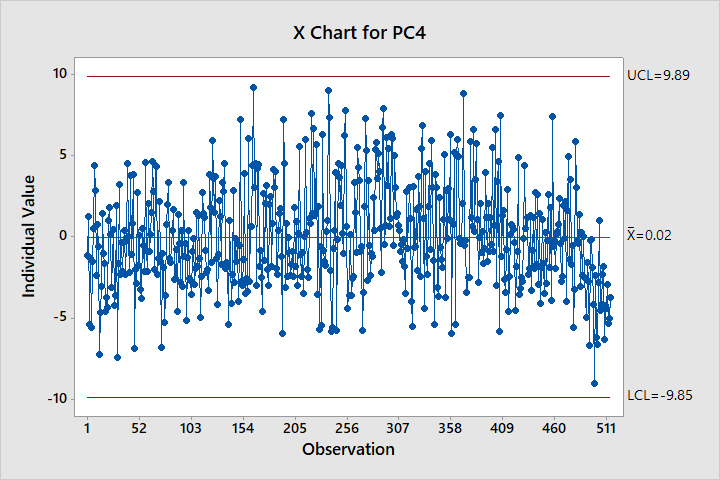 X Chart for PC4
10
UCL=9.89
5
0
X̅=0.02
-5
-10
LCL=-9.85
Individual Value
1 52 103 154 205 256 307 358 409 460 511
Observation